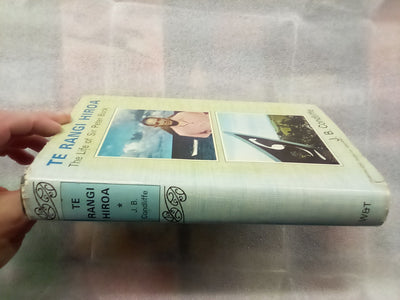 TE RANGI HIROA
The Life of Sir Peter Buck
J. B. Condliffe
TE
RANGI
HIROA
*
J. B.
Condliffe
W&T